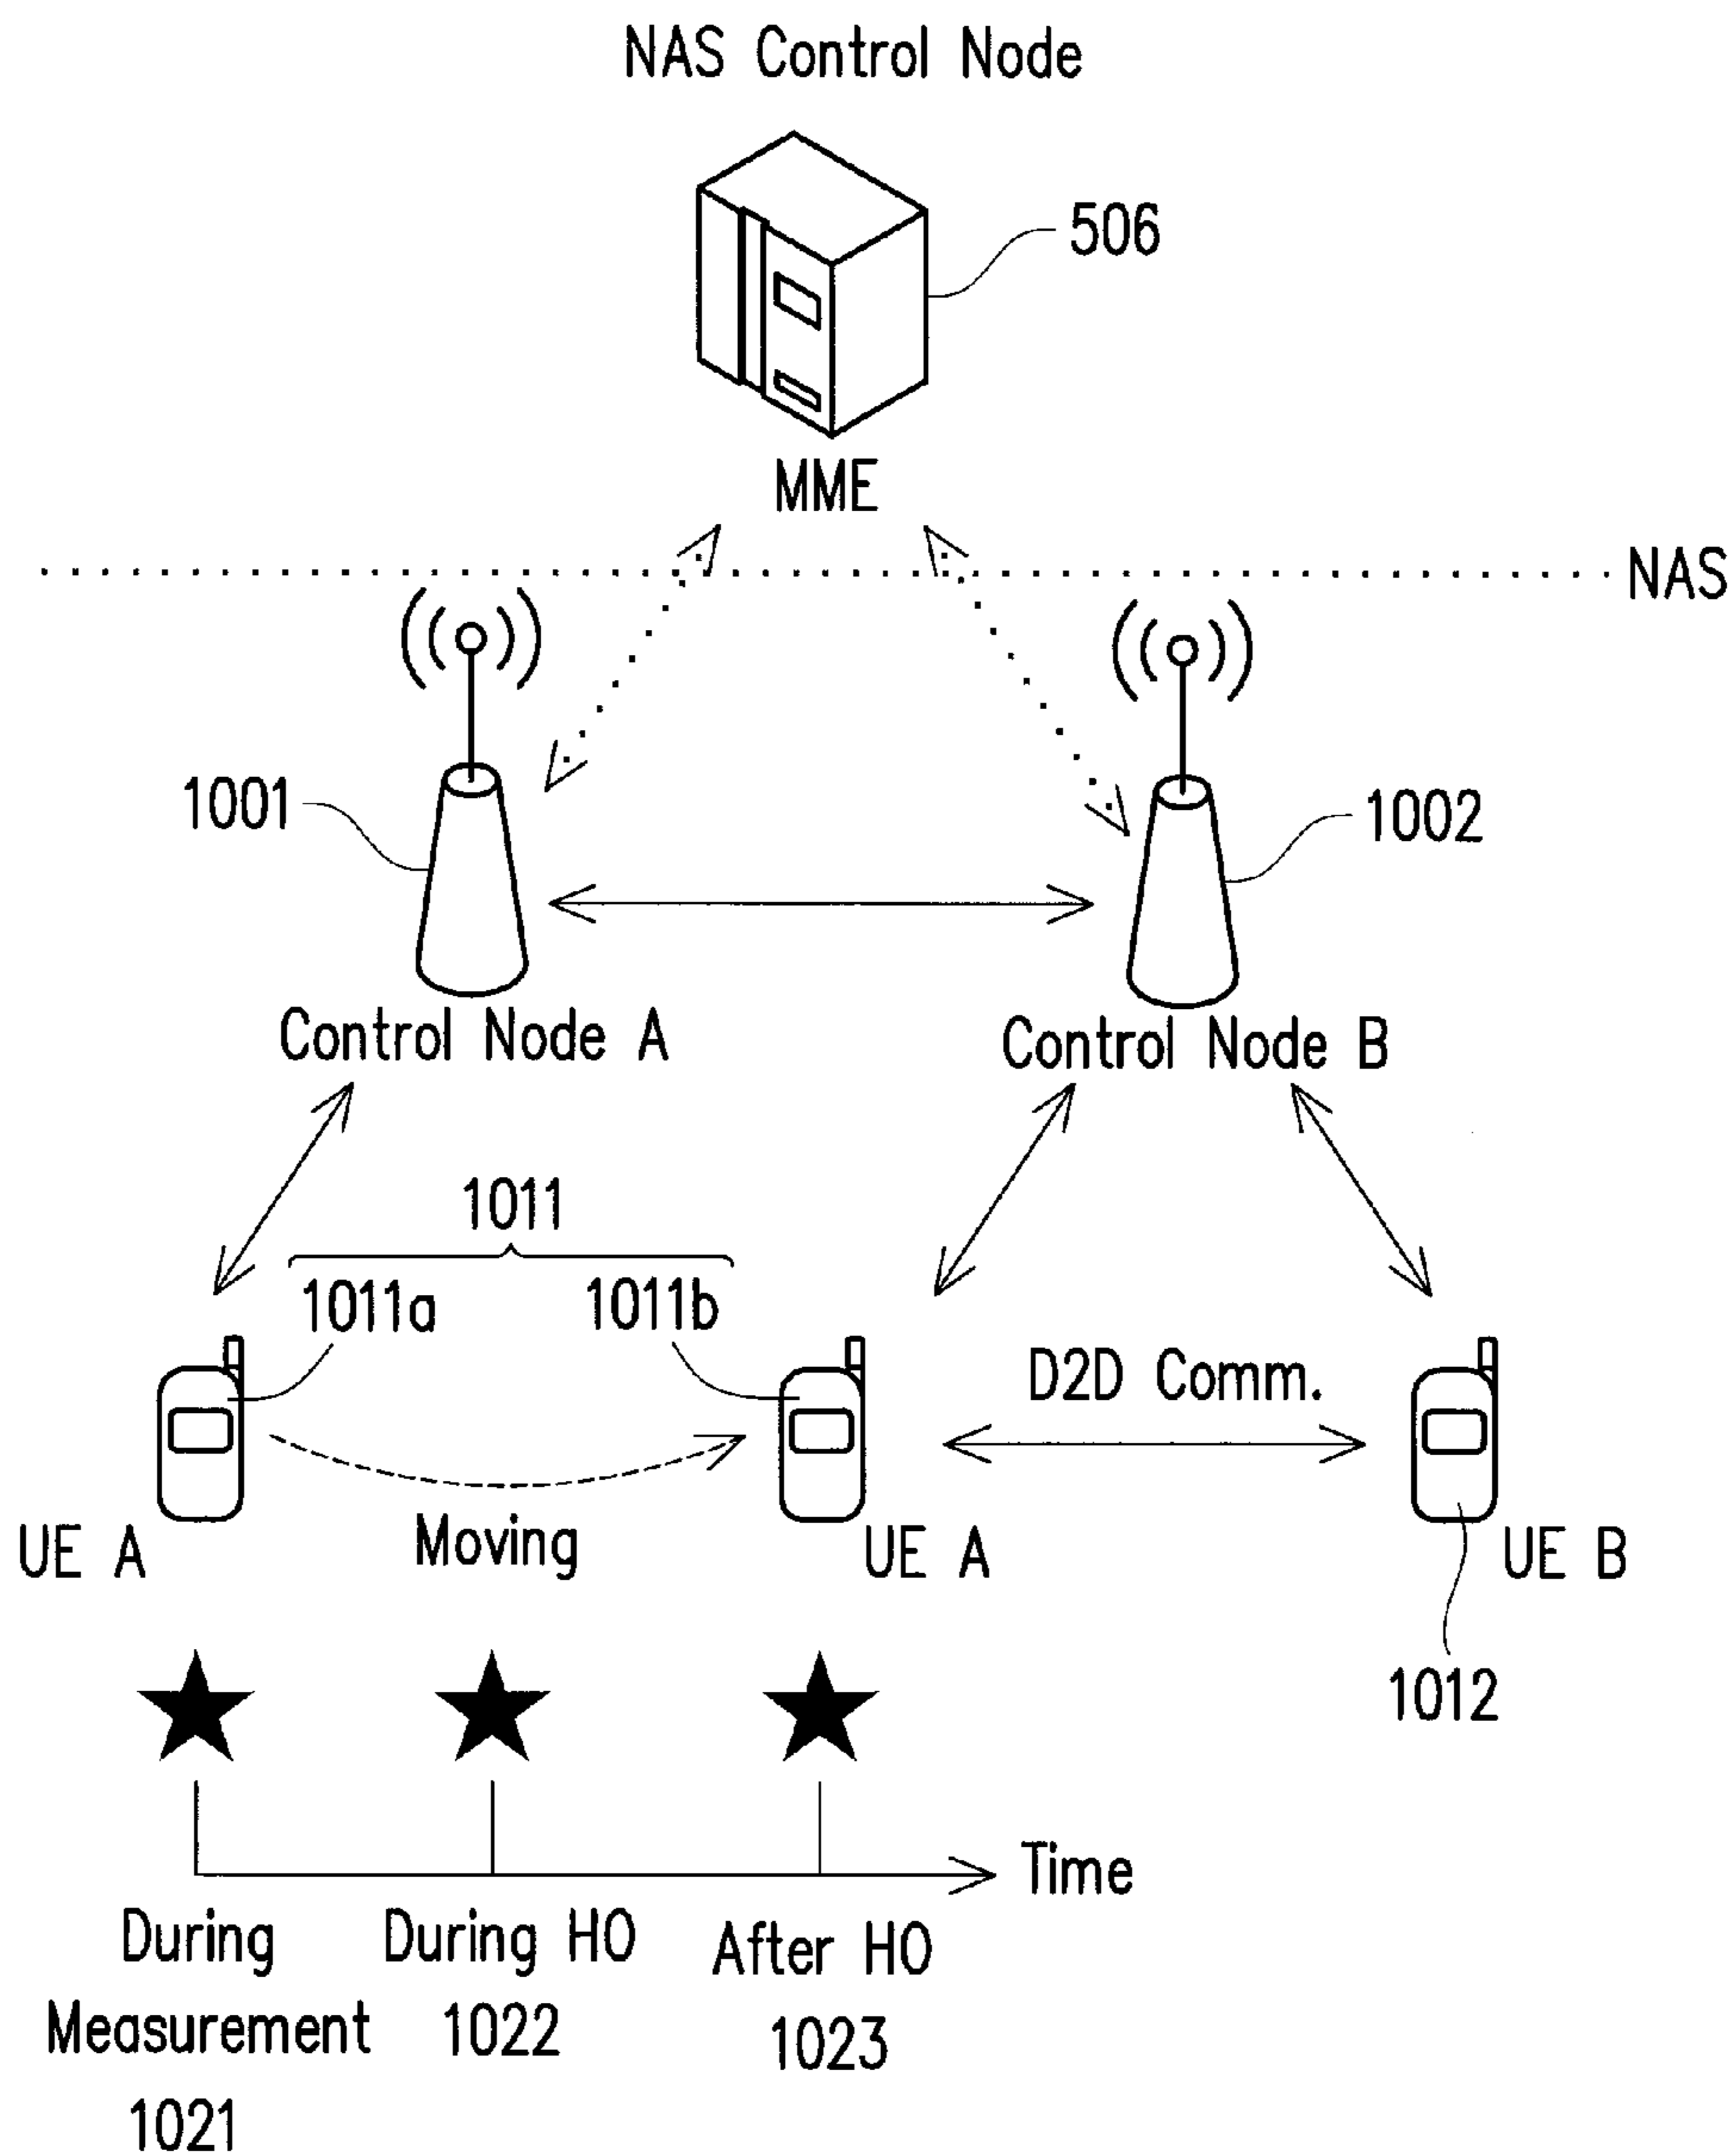 NAS Control Node
506
MME
NAS
1001
1002
Control Node A
Control Node B
1011
1011a
1011b
D2D Comm.
UE A
Moving
UE A
UE B
1012
Time
During
Measurement
1021
During HO
1022
After HO
1023